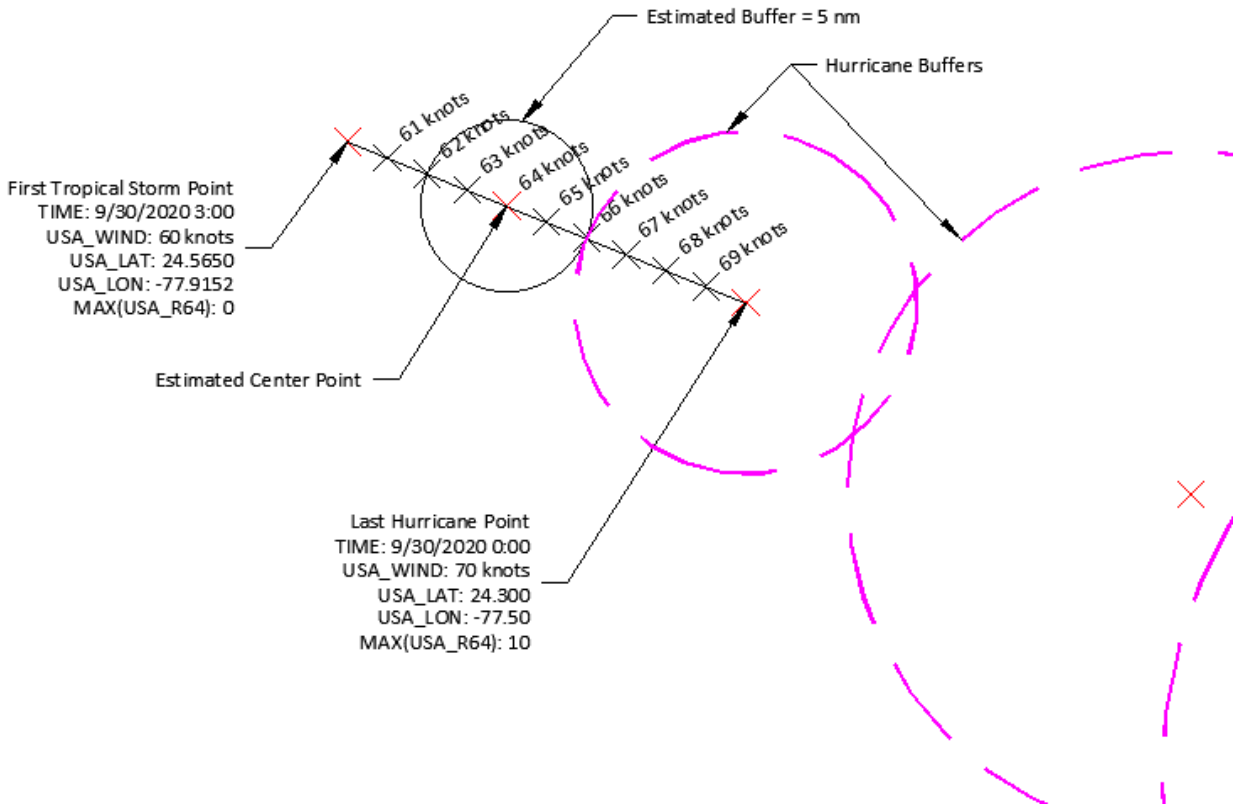 Estimated Buffer = 5 nm
Hurricane Buffers
61 knots
62 knots
63 knots
64 knots
65 knots
66 knots
67 knots
68 knots
69 knots
First Tropical Storm Point
TIME: 9/30/2020 3:00
USA_WIND: 60 knots
USA_LAT: 24.5650
USA_LON: -77.9152
MAX(USA_R64): 0
Estimated Center Point
Last Hurricane Point
TIME: 9/30/2020 0:00
USA_WIND: 70 knots
USA_LAT: 24.300
USA_LON: -77.50
MAX(USA_R64): 10